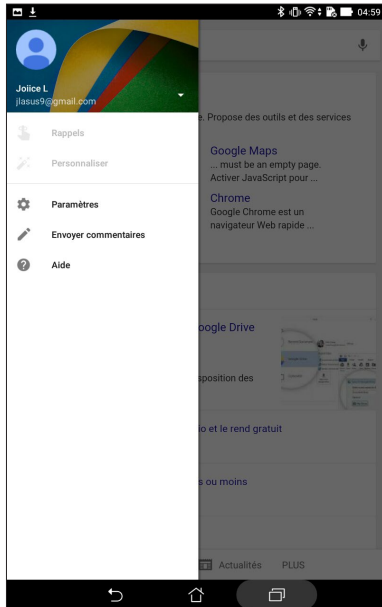 04:59
Joiice L
jlasus9@gmail.com
Rappels
Personnaliser
Paramètres
Envoyer commentaires
Aide
e. Propose des outils et des services
Google Maps
... must be an empty page.
Activer JavaScript pour ...
Chrome
Google Chrome est un
navigateur Web rapide ...
oogle Drive
sposition des
io et le rend gratuit
s ou moins
Actualités PLUS